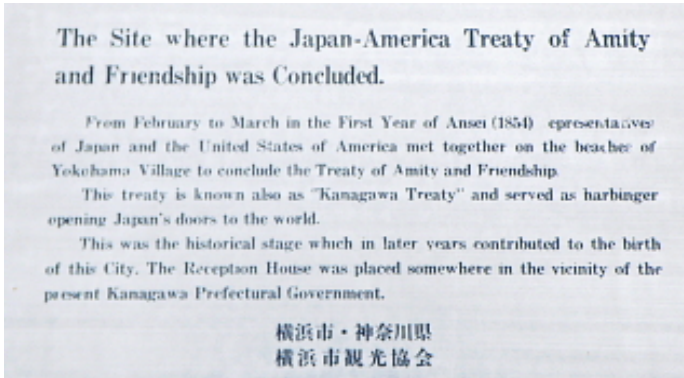 The Site where the Japan-America Treaty of Amity
and Friendship was Concluded.
From February to March in the First Year of Ansei (1854) epresentatives
of Japan and the United States of America met together on the beaches of
Yokohama Village to conclude the Treaty of Amity and Friendship.
This treaty is known also as "Kanagawa Treaty" and served as harbinger
opening Japan's doors to the world.
This was the historical stage which in later years contributed to the birth
of this City. The Reception House was placed somewhere in the vicinity of the
present Kanagawa Prefectural Government.
横浜市・神奈川県
横浜市観光協会